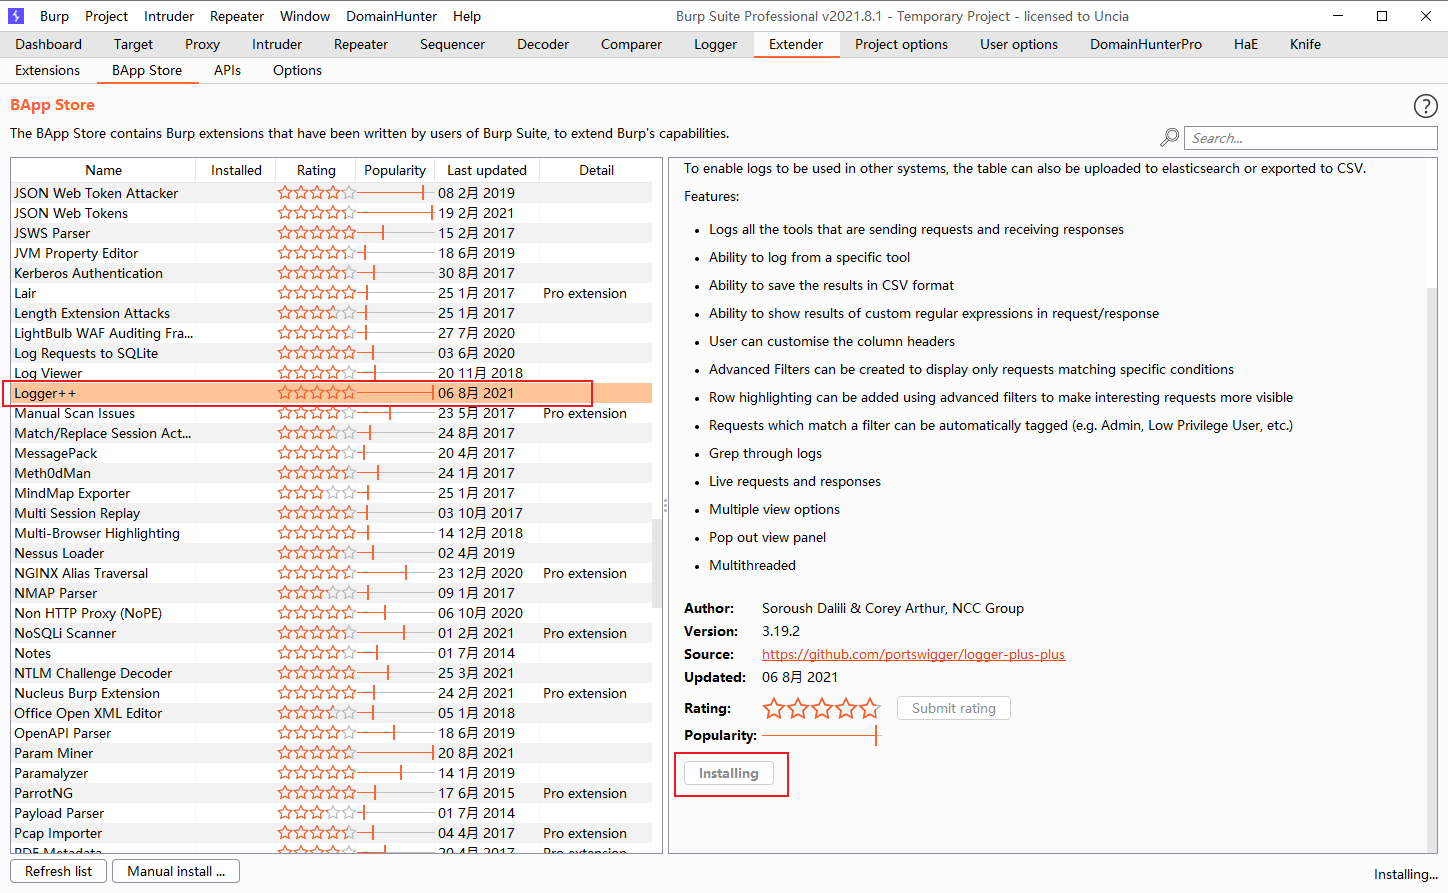 Burp Project Intruder Repeater Window DomainHunter Help Burp Suite Professional v2021.8.1 - Temporary Project - licensed to Uncia
Dashboard Target Proxy Intruder Repeater Sequencer Decoder Comparer Logger Extender Project options User options DomainHunterPro HaE Knife
Extensions BApp Store APIs Options
BApp Store
The BApp Store contains Burp extensions that have been written by users of Burp Suite, to extend Burp's capabilities.
Search...
Name Installed Rating Popularity Last updated Detail
JSON Web Token Attacker 08 2月 2019
JSON Web Tokens 19 2月 2021
JSWS Parser 15 2月 2017
JVM Property Editor 18 6月 2019
Kerberos Authentication 30 8月 2017
Lair 25 1月 2017 Pro extension
Length Extension Attacks 25 1月 2017
LightBulb WAF Auditing Fra... 27 7月 2020
Log Requests to SQLite 03 6月 2020
Log Viewer 20 11月 2018
Logger++ 06 8月 2021
Manual Scan Issues 23 5月 2017 Pro extension
Match/Replace Session Act... 24 8月 2017
MessagePack 20 4月 2017
Meth0dMan 24 1月 2017
MindMap Exporter 25 1月 2017
Multi Session Replay 03 10月 2017
Multi-Browser Highlighting 14 12月 2018
Nessus Loader 02 4月 2019
NGINX Alias Traversal 23 12月 2020 Pro extension
NMAP Parser 09 1月 2017
Non HTTP Proxy (NoPE) 06 10月 2020
NoSQLi Scanner 01 2月 2021 Pro extension
Notes 01 7月 2014
NTLM Challenge Decoder 25 3月 2021
Nucleus Burp Extension 24 2月 2021 Pro extension
Office Open XML Editor 05 1月 2018
OpenAPI Parser 18 6月 2019
Param Miner 20 8月 2021
Paramalyzer 14 1月 2019
ParrotNG 17 6月 2015 Pro extension
Payload Parser 01 7月 2014
Pcap Importer 04 4月 2017 Pro extension
PDF Metadata 20 4月 2017 Pro extension
To enable logs to be used in other systems, the table can also be uploaded to elasticsearch or exported to CSV.
Features:
• Logs all the tools that are sending requests and receiving responses
• Ability to log from a specific tool
• Ability to save the results in CSV format
• Ability to show results of custom regular expressions in request/response
• User can customise the column headers
• Advanced Filters can be created to display only requests matching specific conditions
• Row highlighting can be added using advanced filters to make interesting requests more visible
• Requests which match a filter can be automatically tagged (e.g. Admin, Low Privilege User, etc.)
• Grep through logs
• Live requests and responses
• Multiple view options
• Pop out view panel
• Multithreaded
Author: Soroush Dalili & Corey Arthur, NCC Group
Version: 3.19.2
Source: https://github.com/portswigger/logger-plus-plus
Updated: 06 8月 2021
Rating: Submit rating
Popularity:
Installing
Refresh list Manual install ... Installing...